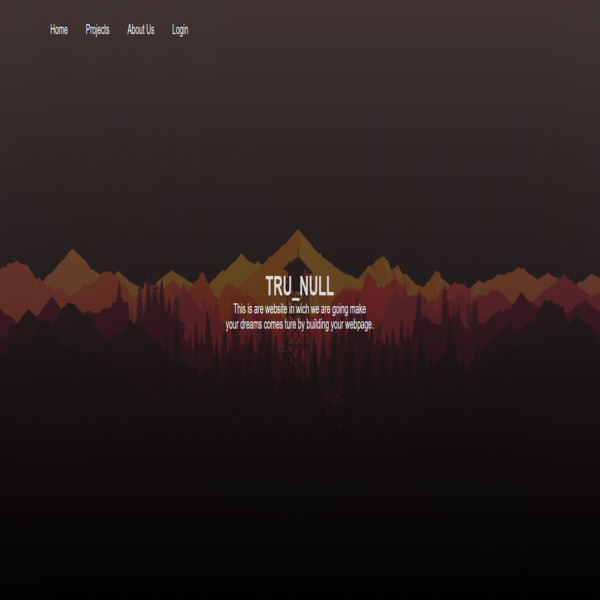 Home Projects About Us Login
TRU_NULL
This is are website in wich we are going make
your dreams comes ture by building your webpage.